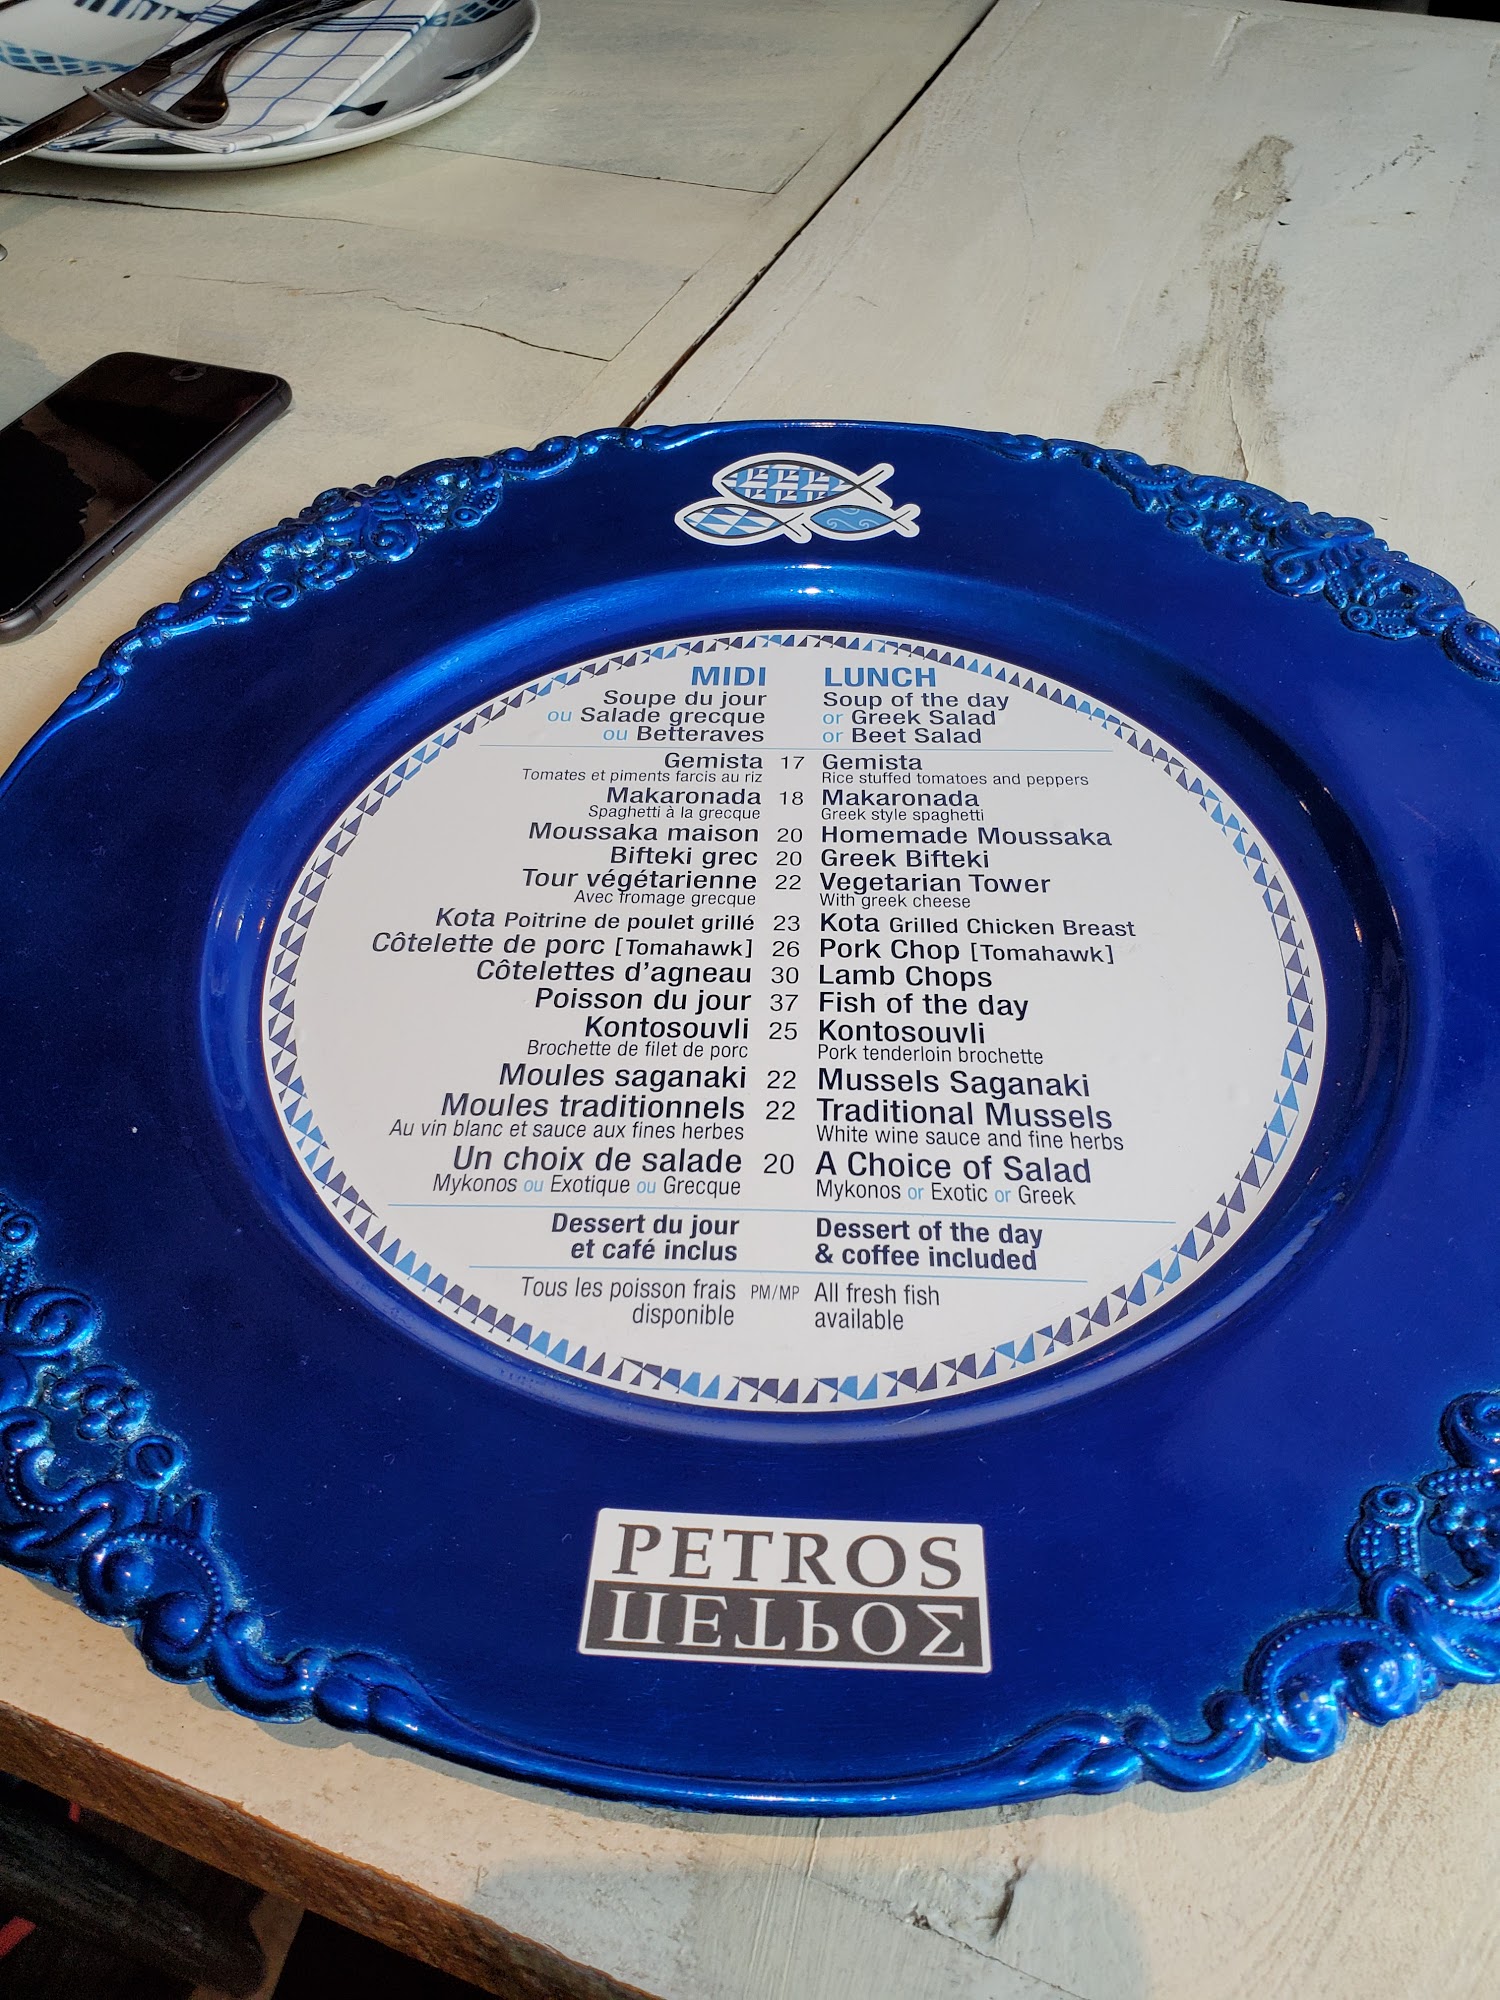 MIDI LUNCH
Soupe du jour Soup of the day
ou Salade grecque or Greek Salad
ou Betteraves or Beet Salad
Gemista 17 Gemista
Tomates et piments farcis au riz Rice stuffed tomatoes and peppers
Makaronada 18 Makaronada
Spaghetti à la grecque Greek style spaghetti
Moussaka maison 20 Homemade Moussaka
Bifteki grec 20 Greek Bifteki
Tour végétarienne 22 Vegetarian Tower
Avec fromage grecque With greek cheese
Kota Poitrine de poulet grillé 23 Kota Grilled Chicken Breast
Côtelette de porc [Tomahawk] 26 Pork Chop [Tomahawk]
Côtelettes d'agneau 30 Lamb Chops
Poisson du jour 37 Fish of the day
Kontosouvli 25 Kontosouvli
Brochette de filet de porc Pork tenderloin brochette
Moules saganaki 22 Mussels Saganaki
Moules traditionnels 22 Traditional Mussels
Au vin blanc et sauce aux fines herbes White wine sauce and fine herbs
Un choix de salade 20 A Choice of Salad
Mykonos ou Exotique ou Grecque Mykonos or Exotic or Greek
Dessert du jour Dessert of the day
et café inclus & coffee included
Tous les poisson frais PM/MP All fresh fish
disponible available
PETROS
ΠΕΤΡΟΣ